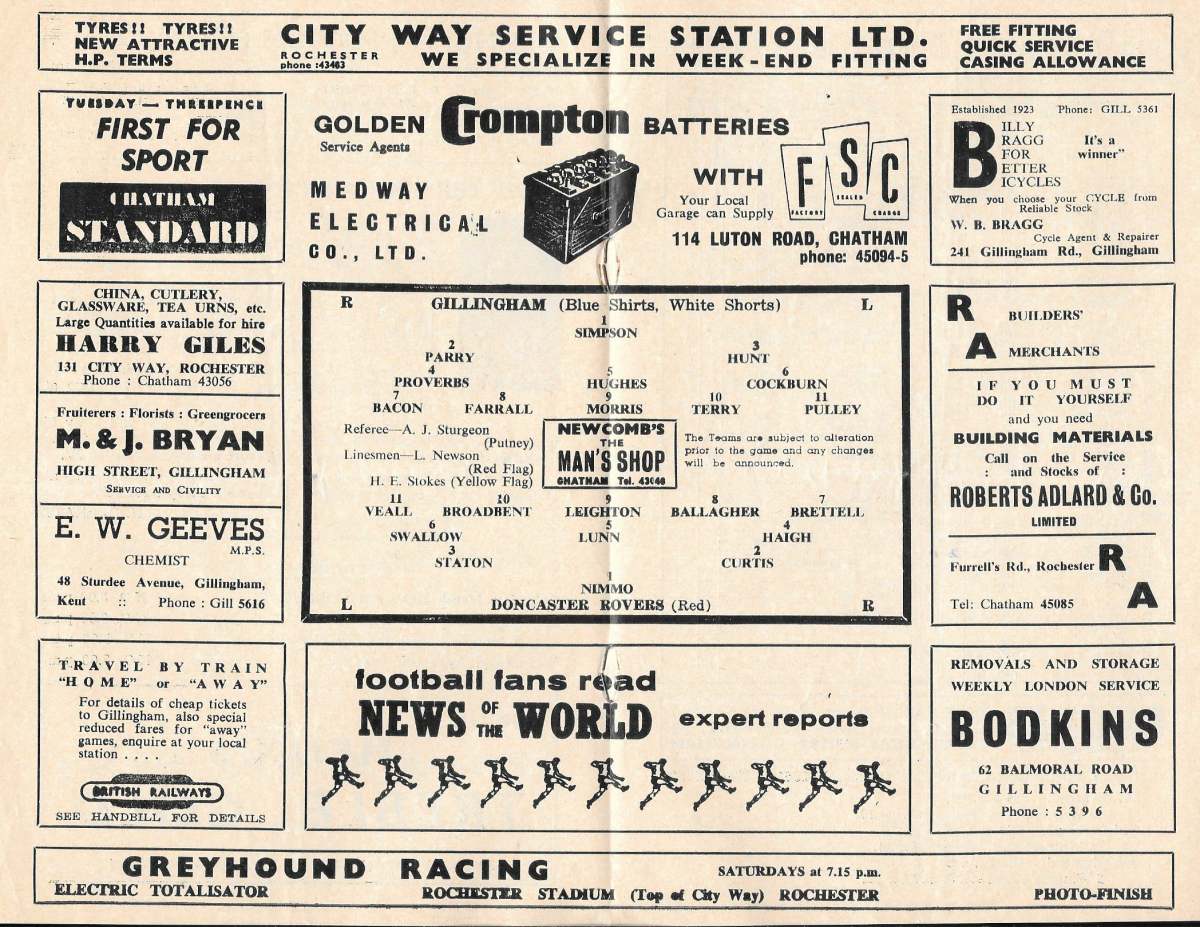 TYRES!! TYRES!!
NEW ATTRACTIVE
H.P. TERMS
CITY WAY SERVICE STATION LTD.
ROCHESTER
phone :43463
WE SPECIALIZE IN WEEK-END FITTING
FREE FITTING
QUICK SERVICE
CASING ALLOWANCE
TUESDAY — THREEPENCE
FIRST FOR
SPORT
CHATHAM
STANDARD
GOLDEN Crompton BATTERIES
Service Agents
MEDWAY
ELECTRICAL
CO., LTD.
WITH
Your Local
Garage can Supply
F S C
FACTORY SEALED CHARGE
114 LUTON ROAD, CHATHAM
phone: 45094-5
Established 1923 Phone: GILL 5361
BILLY
BRAGG
FOR
BETTER
BICYCLES
It's a
winner"
When you choose your CYCLE from
Reliable Stock
W. B. BRAGG
Cycle Agent & Repairer
241 Gillingham Rd., Gillingham
CHINA, CUTLERY,
GLASSWARE, TEA URNS, etc.
Large Quantities available for hire
HARRY GILES
131 CITY WAY, ROCHESTER
Phone : Chatham 43056
Fruiterers : Florists : Greengrocers
M. & J. BRYAN
HIGH STREET, GILLINGHAM
SERVICE AND CIVILITY
E. W. GEEVES
M.P.S.
CHEMIST
48 Sturdee Avenue, Gillingham,
Kent :: Phone : Gill 5616
R GILLINGHAM (Blue Shirts, White Shorts) L
1
SIMPSON
2 3
PARRY HUNT
4 5 6
PROVERBS HUGHES COCKBURN
7 8 9 10 11
BACON FARRALL MORRIS TERRY PULLEY
Referee—A. J. Sturgeon
(Putney)
Linesmen—L. Newson
(Red Flag)
H. E. Stokes (Yellow Flag)
NEWCOMB'S
THE
MAN'S SHOP
CHATHAM Tel. 43046
The Teams are subject to alteration
prior to the game and any changes
will be announced.
11 10 9 8 7
VEALL BROADBENT LEIGHTON BALLAGHER BRETTELL
6 5 4
SWALLOW LUNN HAIGH
3 2
STATON CURTIS
1
NIMMO
L DONCASTER ROVERS (Red) R
R
A
BUILDERS'
MERCHANTS
IF YOU MUST
DO IT YOURSELF
and you need
BUILDING MATERIALS
Call on the Service
: and Stocks of :
ROBERTS ADLARD & Co.
LIMITED
Furrell's Rd., Rochester R
Tel: Chatham 45085 A
TRAVEL BY TRAIN
"HOME" or "AWAY"
For details of cheap tickets
to Gillingham, also special
reduced fares for "away"
games, enquire at your local
station . . . .
BRITISH RAILWAYS
SEE HANDBILL FOR DETAILS
football fans read
NEWS OF THE WORLD expert reports
REMOVALS AND STORAGE
WEEKLY LONDON SERVICE
BODKINS
62 BALMORAL ROAD
GILLINGHAM
Phone : 5396
GREYHOUND RACING SATURDAYS at 7.15 p.m.
ELECTRIC TOTALISATOR ROCHESTER STADIUM (Top of City Way) ROCHESTER PHOTO-FINISH